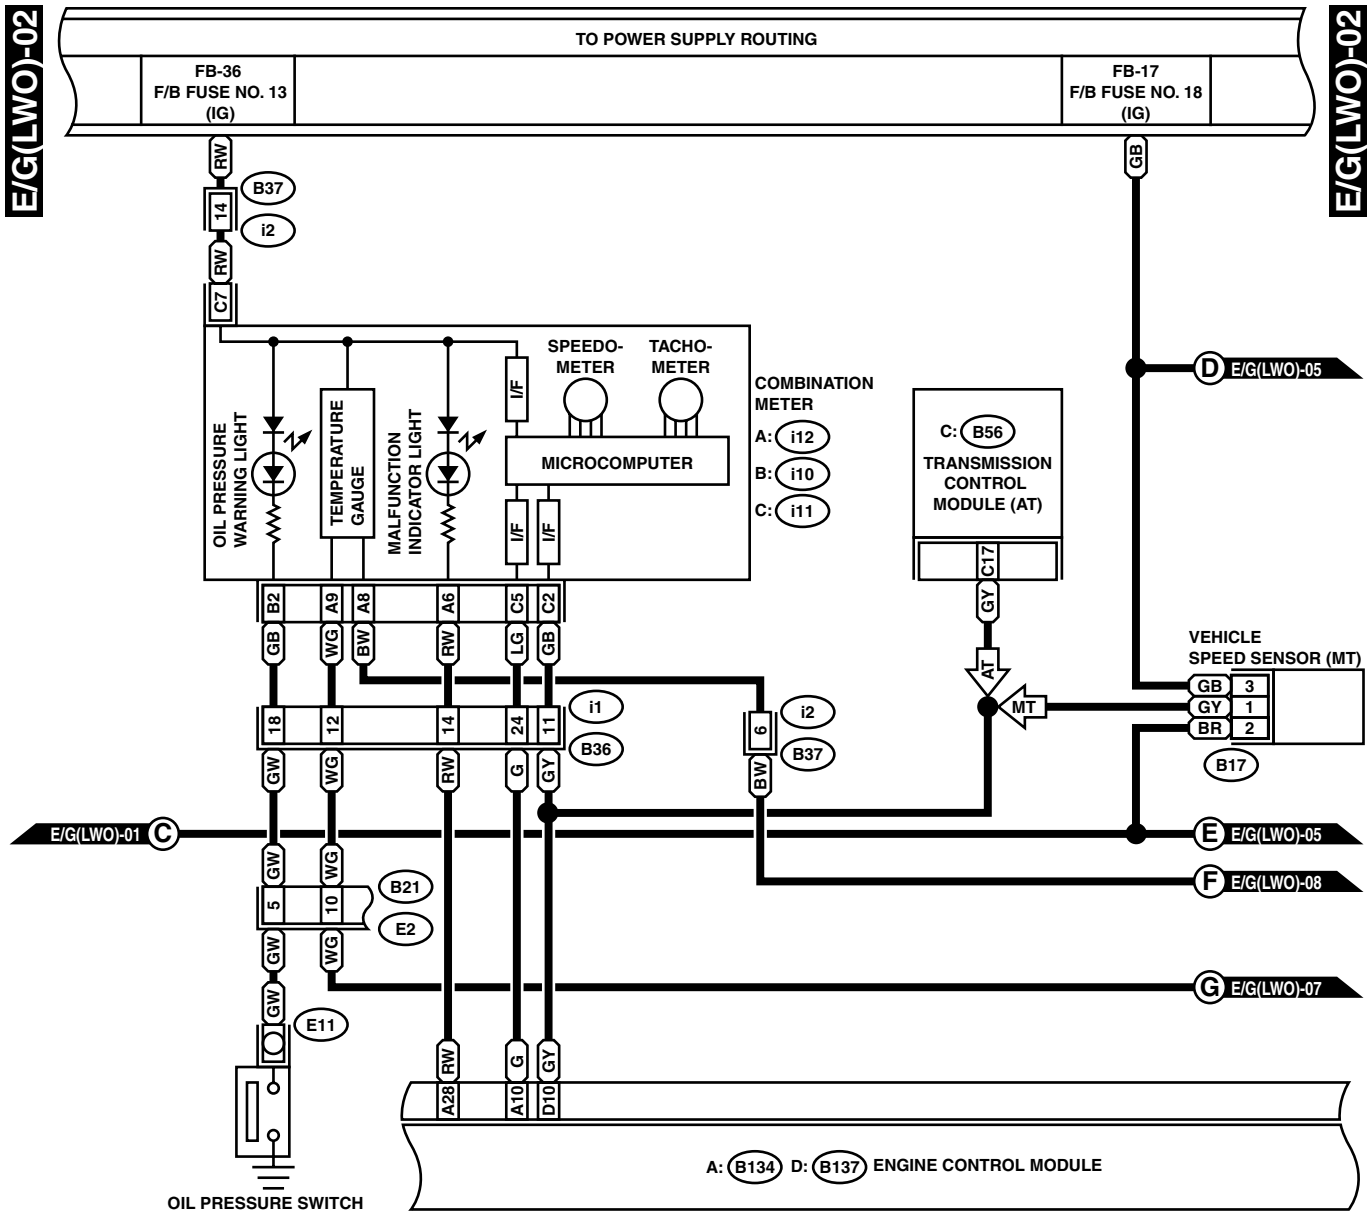 E/G(LWO)-02
E/G(LWO)-02
TO POWER SUPPLY ROUTING
FB-36
F/B FUSE NO. 13
(IG)
FB-17
F/B FUSE NO. 18
(IG)
RW
GB
14
B37
i2
RW
C7
SPEEDO-
METER
TACHO-
METER
I/F
D E/G(LWO)-05
COMBINATION
METER
A: i12
B: i10
C: i11
OIL PRESSURE
WARNING LIGHT
TEMPERATURE
GAUGE
MALFUNCTION
INDICATOR LIGHT
MICROCOMPUTER
I/F
I/F
C: B56
TRANSMISSION
CONTROL
MODULE (AT)
C17
GY
B2
A9
A8
A6
C5
C2
GB
WG
BW
RW
LG
GB
AT
MT
VEHICLE
SPEED SENSOR (MT)
GB 3
GY 1
BR 2
B17
18
12
14
24
11
i1
B36
6
i2
B37
GW
WG
RW
G
GY
BW
E/G(LWO)-01 C
E E/G(LWO)-05
GW
WG
F E/G(LWO)-08
5
10
B21
E2
GW
WG
G E/G(LWO)-07
GW
E11
RW
G
GY
A28
A10
D10
A: B134 D: B137 ENGINE CONTROL MODULE
OIL PRESSURE SWITCH